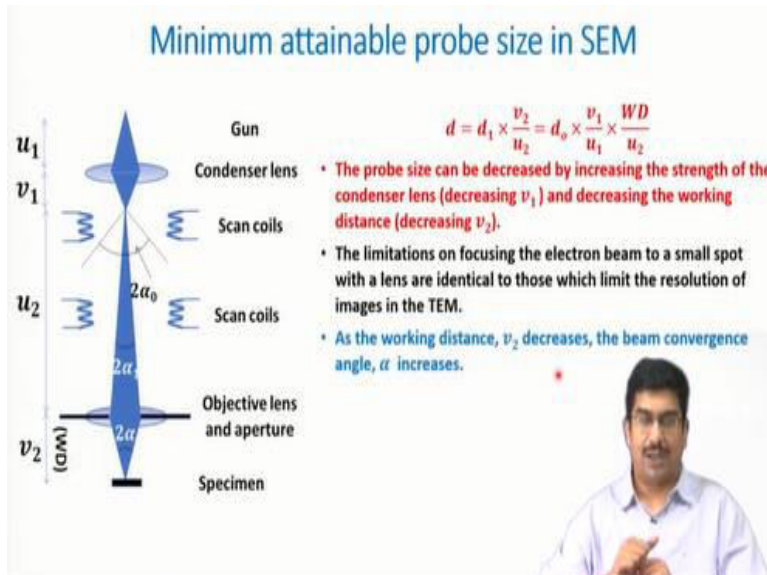 Minimum attainable probe size in SEM
u₁
v₁
u₂
v₂
(WD)
Gun
Condenser lens
Scan coils
2α₀
Scan coils
2α₁
Objective lens
and aperture
2α
Specimen
d = d₁ × v₂/u₂ = dₒ × v₁/u₁ × WD/u₂
• The probe size can be decreased by increasing the strength of the
condenser lens (decreasing v₁) and decreasing the working
distance (decreasing v₂).
• The limitations on focusing the electron beam to a small spot
with a lens are identical to those which limit the resolution of
images in the TEM.
• As the working distance, v₂ decreases, the beam convergence
angle, α increases.